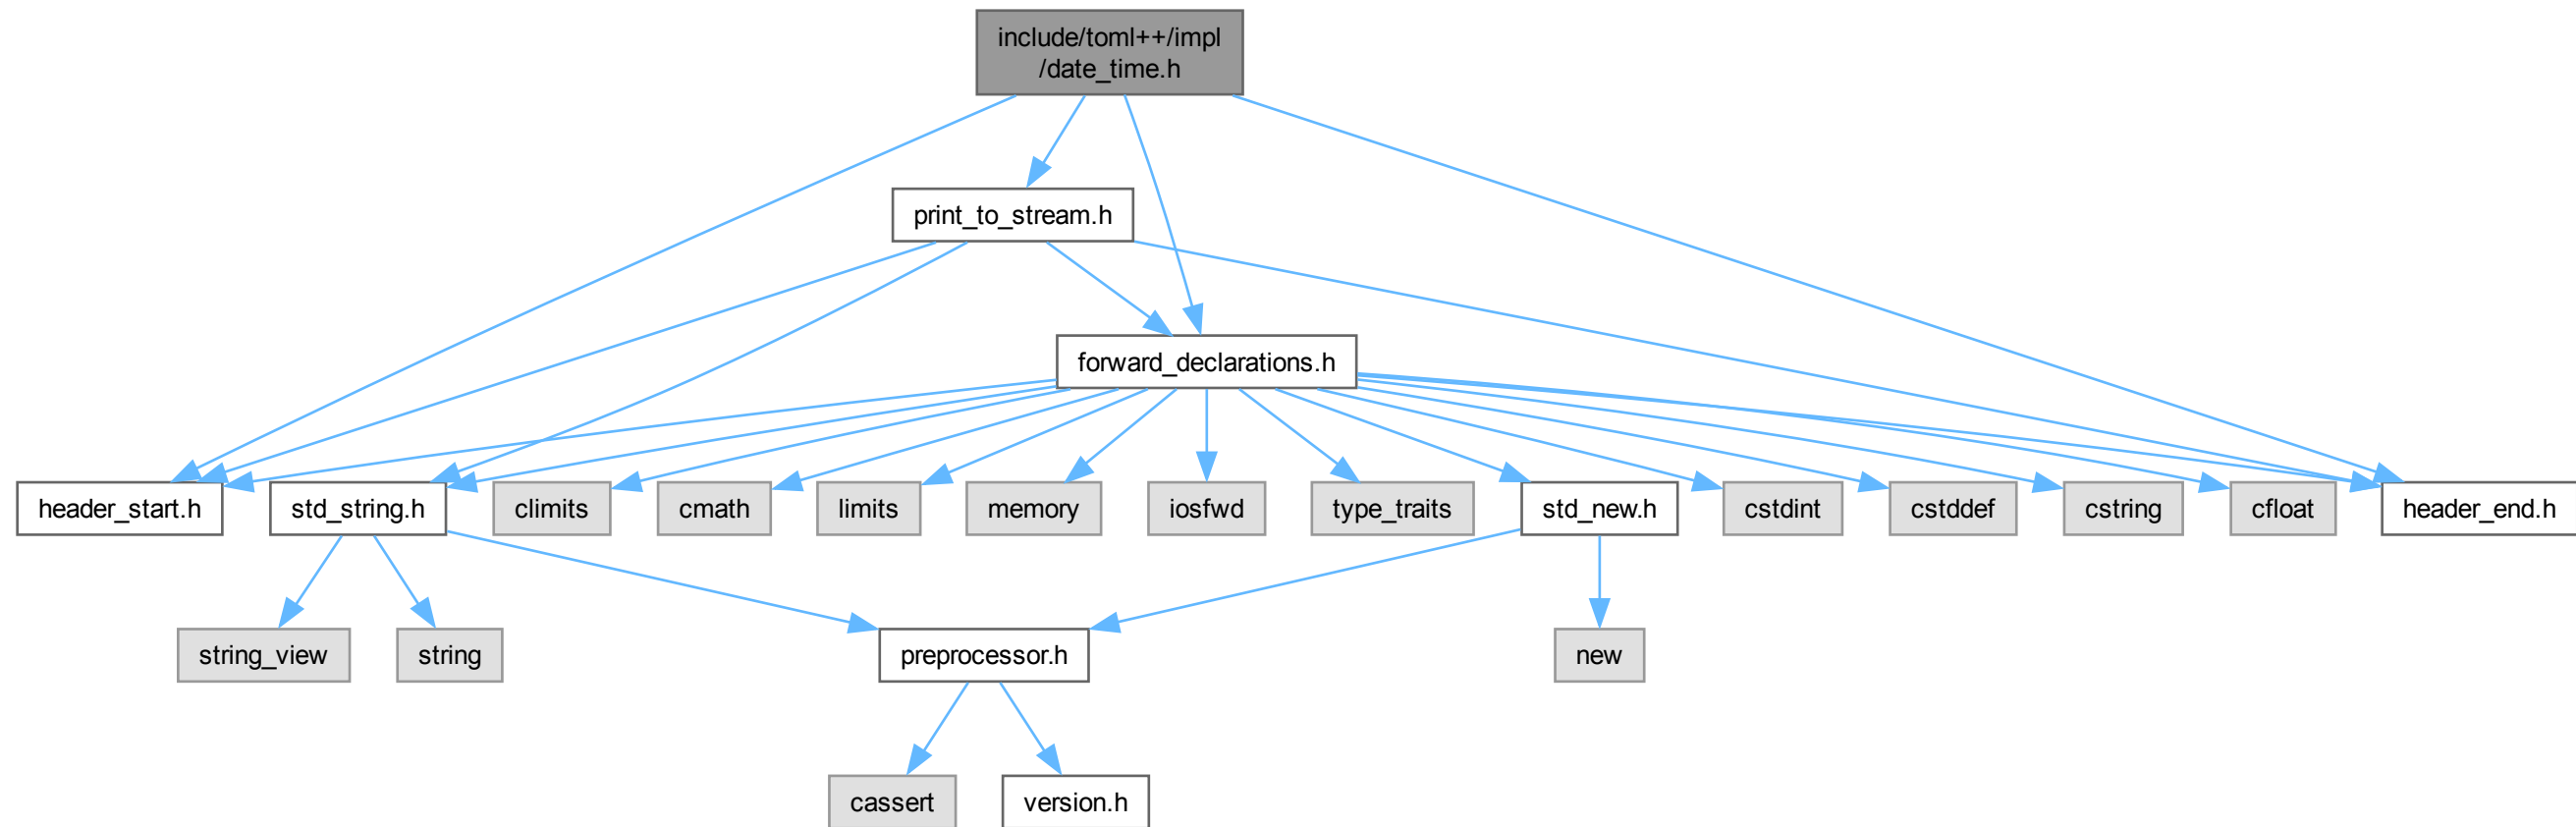 include/toml++/impl
/date_time.h
print_to_stream.h
forward_declarations.h
header_start.h
std_string.h
climits
cmath
limits
memory
iosfwd
type_traits
std_new.h
cstdint
cstddef
cstring
cfloat
header_end.h
string_view
string
preprocessor.h
new
cassert
version.h